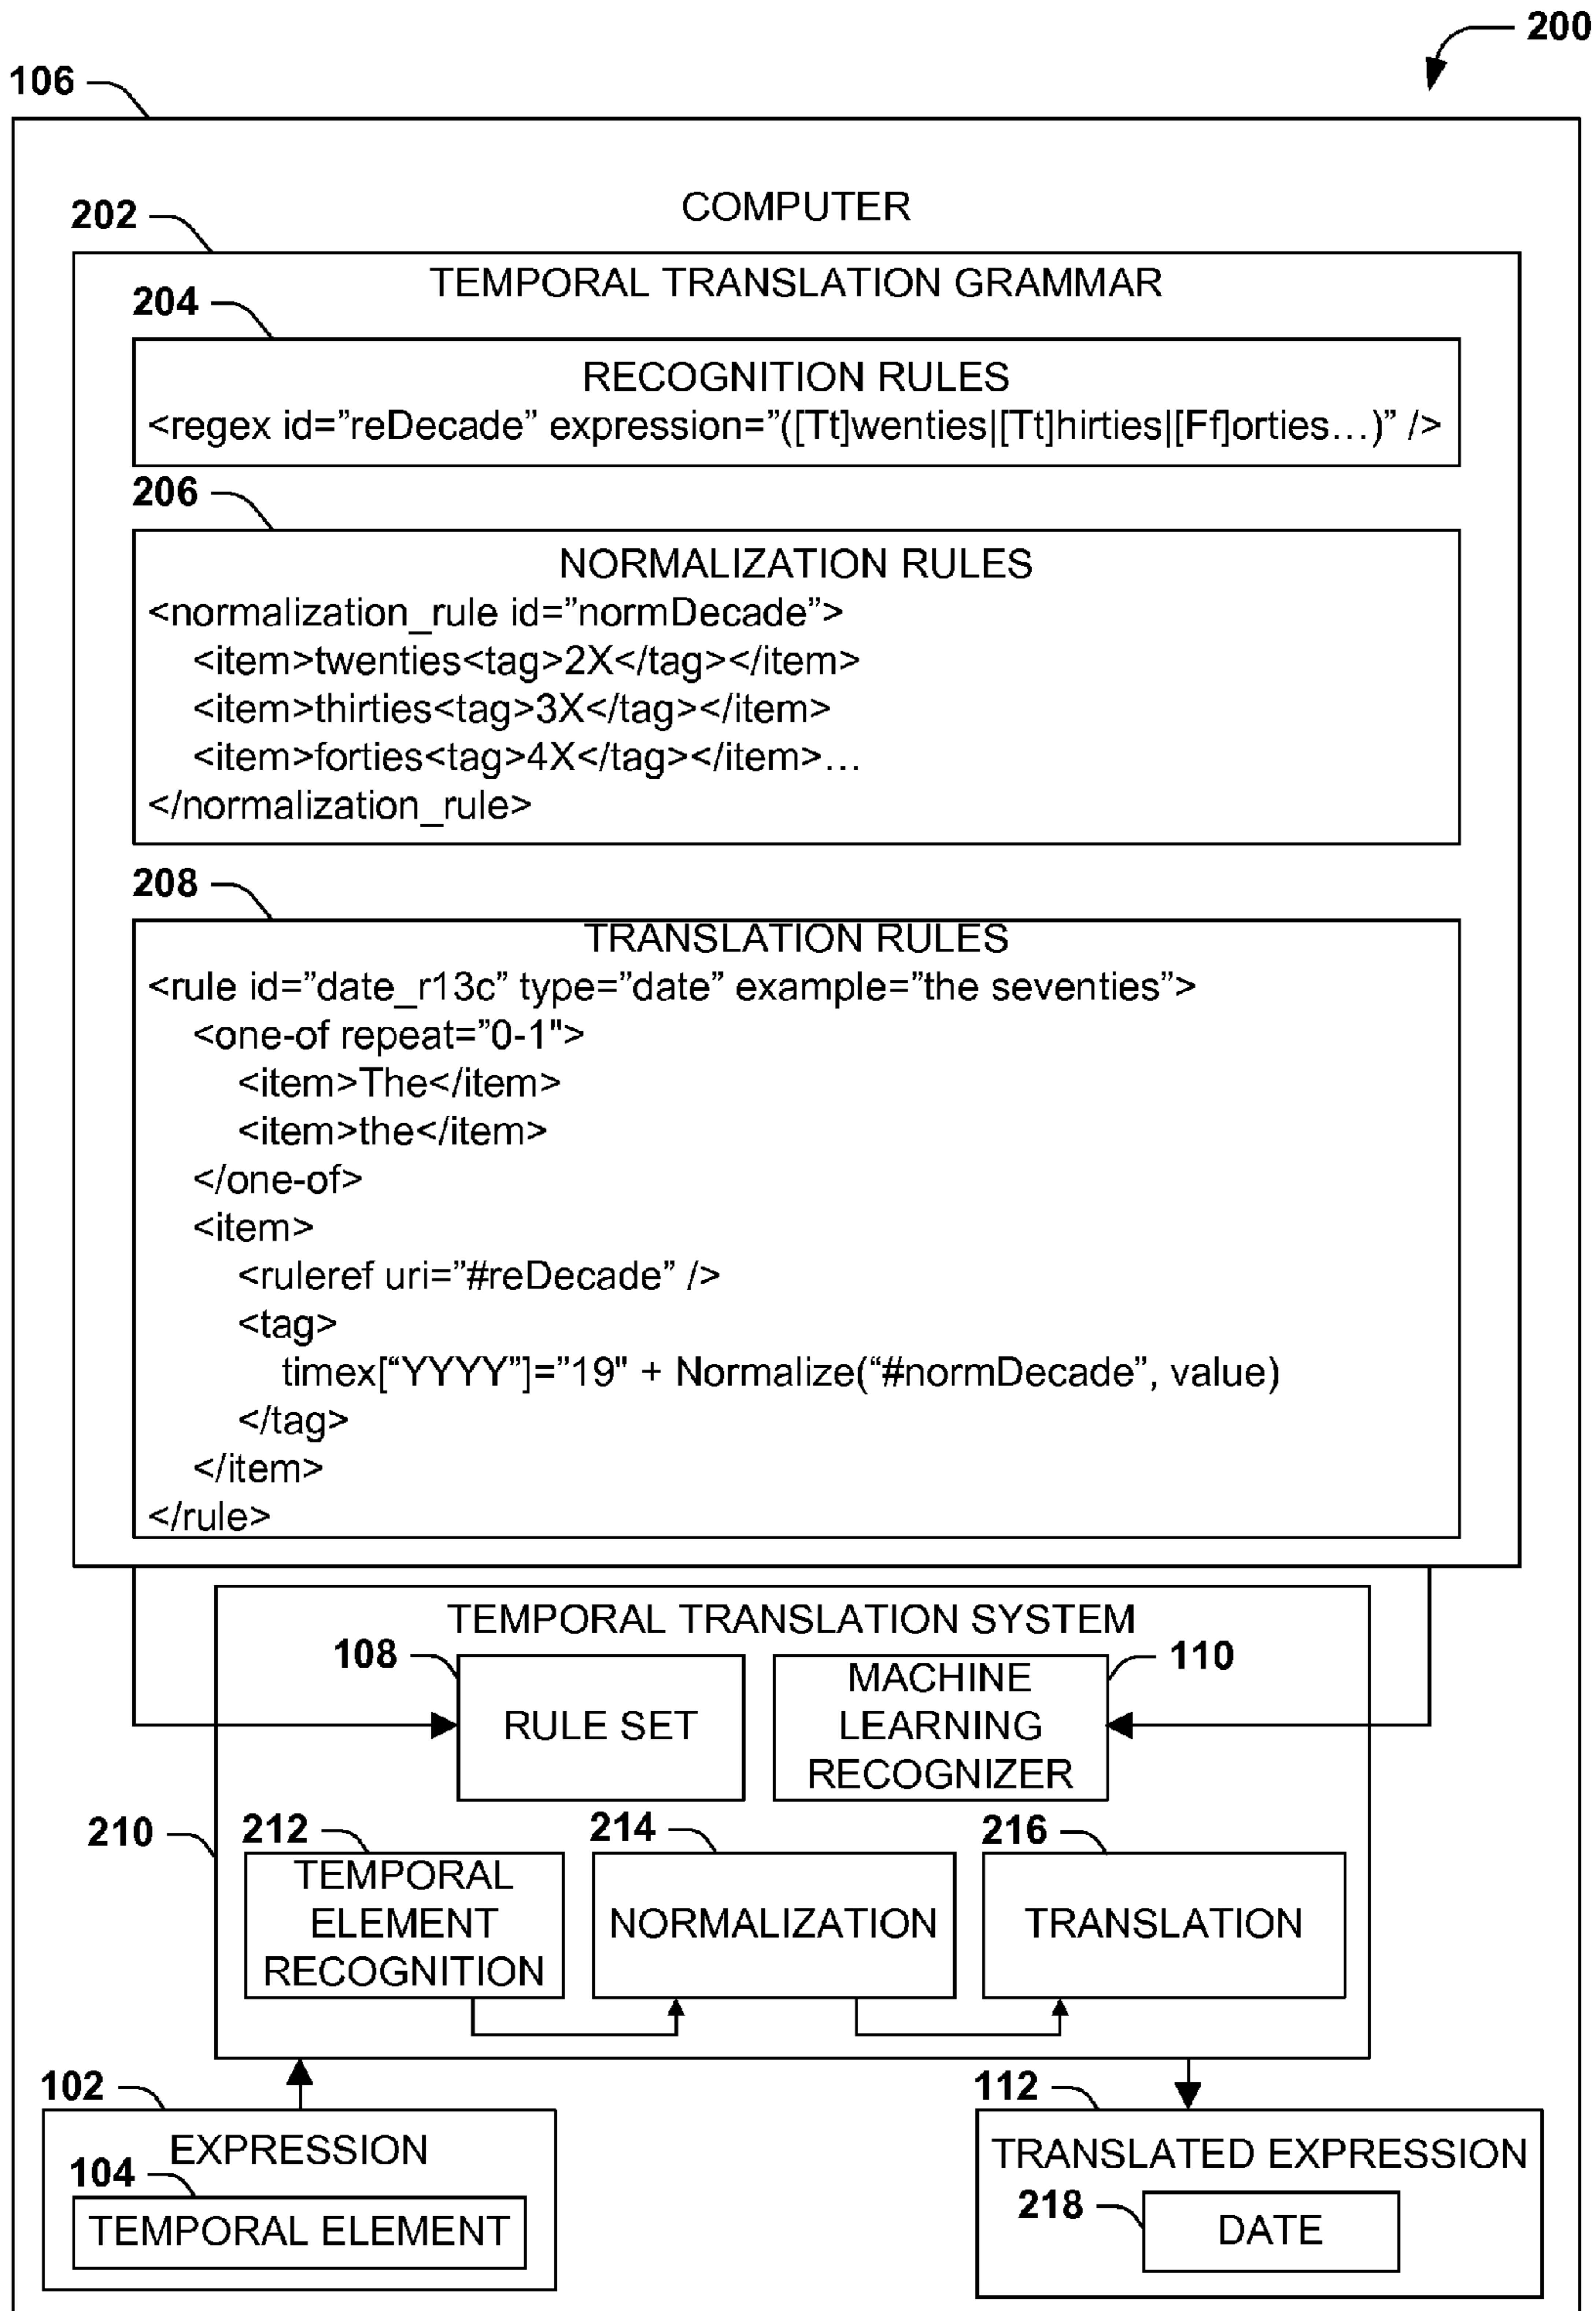 200
106
COMPUTER
202
TEMPORAL TRANSLATION GRAMMAR
204
RECOGNITION RULES
<regex id=”reDecade” expression=”([Tt]wenties|[Tt]hirties|[Ff]orties…)” />
206
NORMALIZATION RULES
<normalization_rule id=”normDecade”>
<item>twenties<tag>2X</tag></item>
<item>thirties<tag>3X</tag></item>
<item>forties<tag>4X</tag></item>…
</normalization_rule>
208
TRANSLATION RULES
<rule id=”date_r13c” type=”date” example=”the seventies”>
<one-of repeat=”0-1">
<item>The</item>
<item>the</item>
</one-of>
<item>
<ruleref uri=”#reDecade” />
<tag>
timex[“YYYY”]=”19" + Normalize(“#normDecade”, value)
</tag>
</item>
</rule>
TEMPORAL TRANSLATION SYSTEM
108
RULE SET
MACHINE
LEARNING
RECOGNIZER
110
210
212
TEMPORAL
ELEMENT
RECOGNITION
214
NORMALIZATION
216
TRANSLATION
102
EXPRESSION
104
TEMPORAL ELEMENT
112
TRANSLATED EXPRESSION
218
DATE